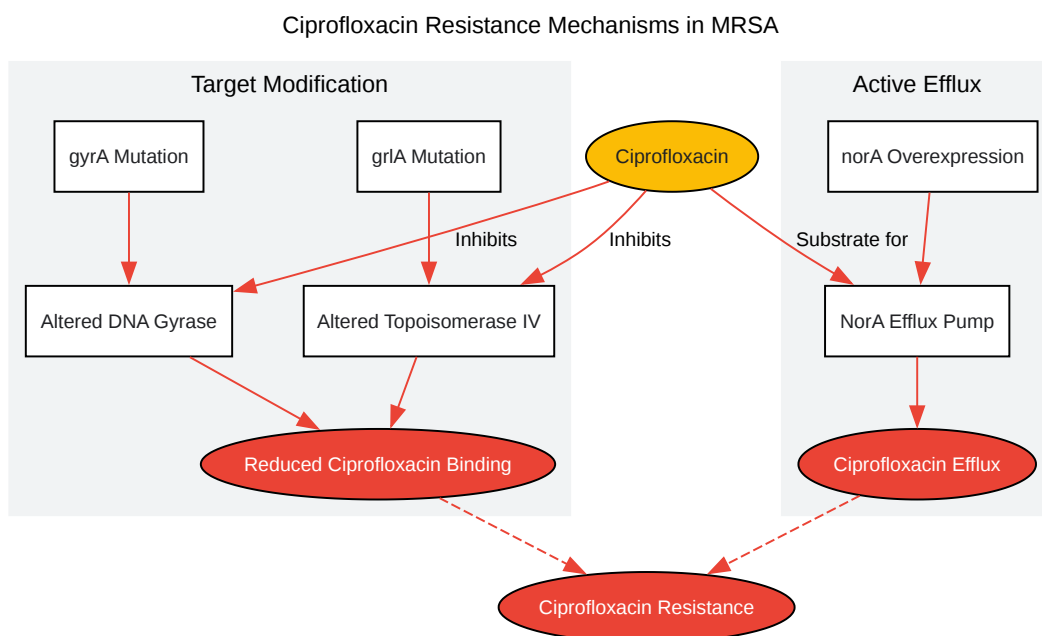 Ciprofloxacin Resistance Mechanisms in MRSA
Target Modification
Active Efflux
gyrA Mutation
grlA Mutation
Ciprofloxacin
norA Overexpression
Inhibits
Inhibits
Substrate for
Altered DNA Gyrase
Altered Topoisomerase IV
NorA Efflux Pump
Reduced Ciprofloxacin Binding
Ciprofloxacin Efflux
Ciprofloxacin Resistance